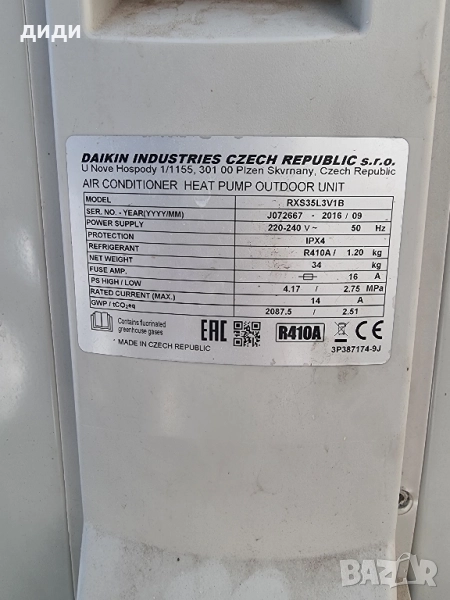 диди
DAIKIN INDUSTRIES CZECH REPUBLIC s.r.o.
U Nove Hospody 1/1155, 301 00 Plzen Skvrnany, Czech Republic
AIR CONDITIONER HEAT PUMP OUTDOOR UNIT
MODEL RXS35L3V1B
SER. NO. - YEAR(YYYY/MM) J072667 - 2016 / 09
POWER SUPPLY 220-240 V ~ 50 Hz
PROTECTION IPX4
REFRIGERANT R410A / 1.20 kg
NET WEIGHT 34 kg
FUSE AMP. 16 A
PS HIGH / LOW 4.17 / 2.75 MPa
RATED CURRENT (MAX.) 14 A
GWP / tCO₂eq 2087.5 / 2.51
Contains fluorinated
greenhouse gases
EAC
R410A
CE
MADE IN CZECH REPUBLIC
3P387174-9J
BAZAR